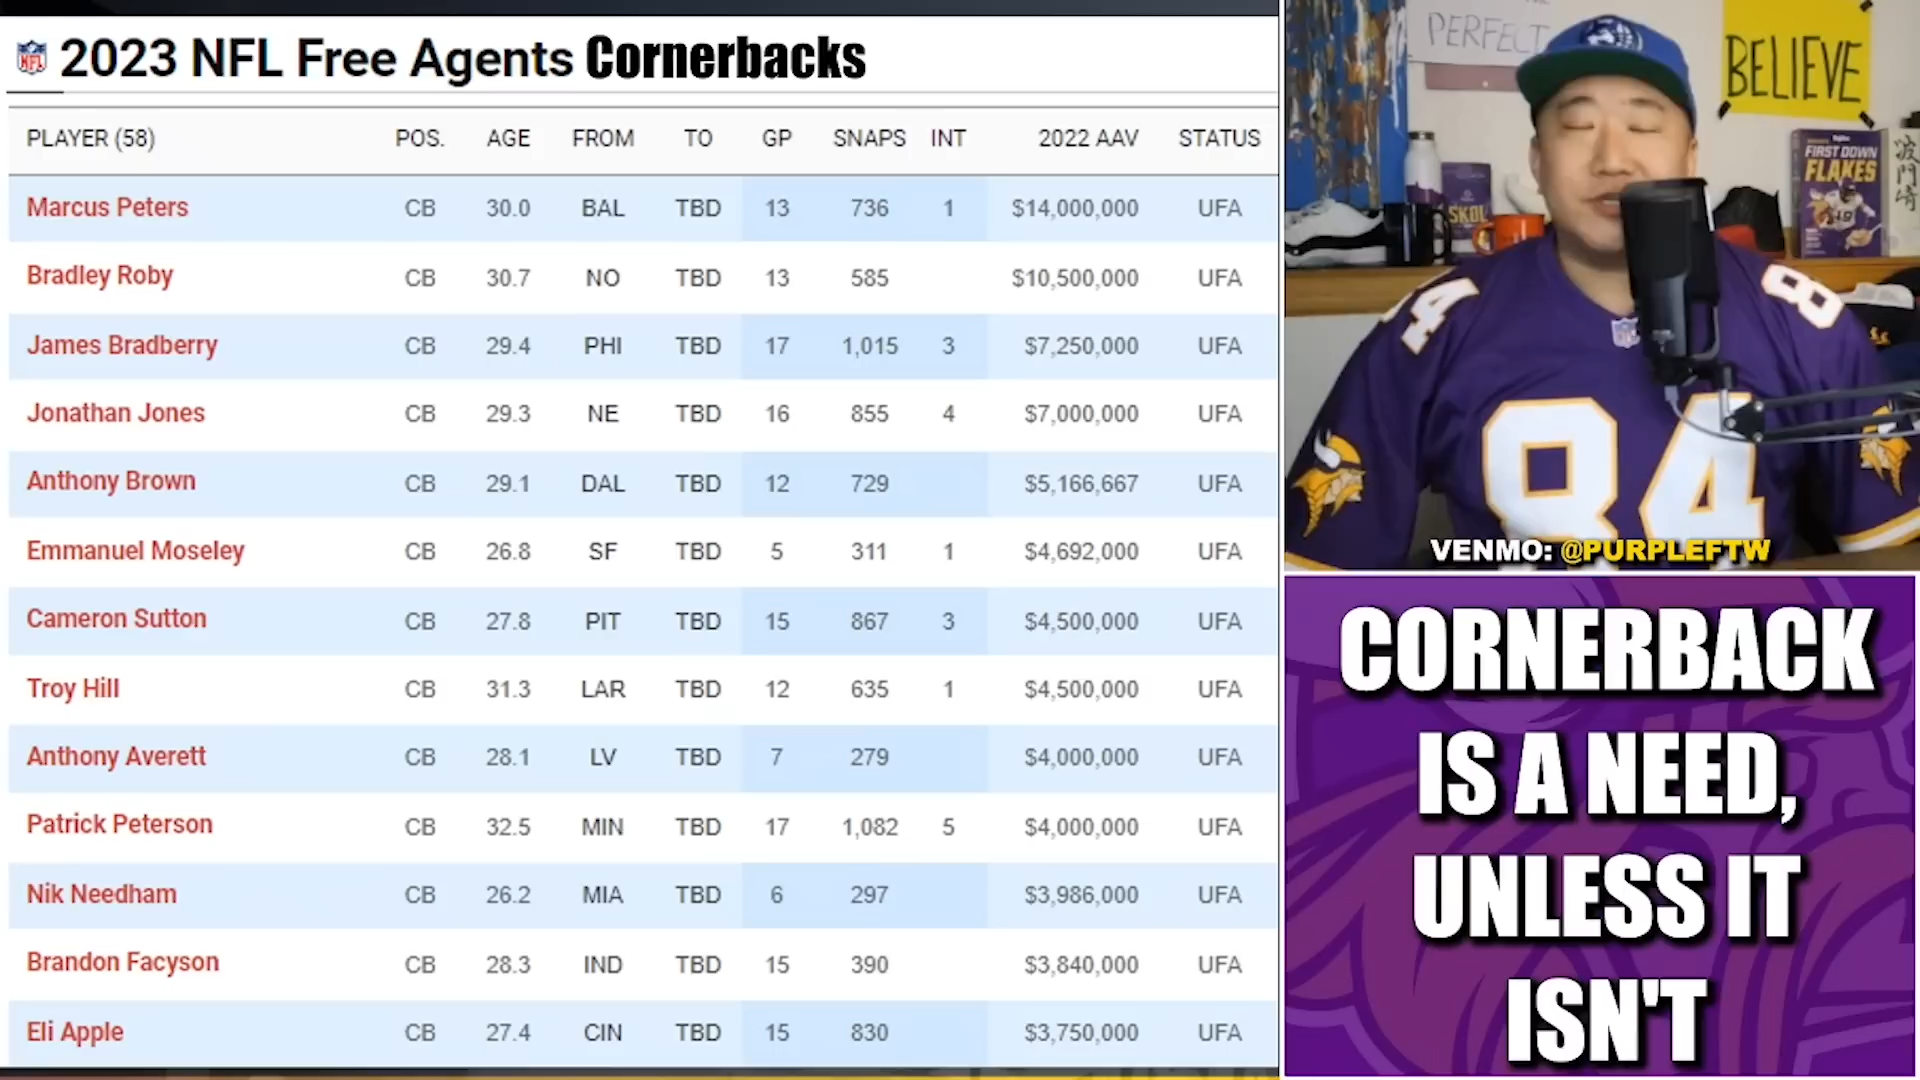 2023 NFL Free Agents Cornerbacks
PLAYER (58) POS. AGE FROM TO GP SNAPS INT 2022 AAV STATUS
Marcus Peters CB 30.0 BAL TBD 13 736 1 $14,000,000 UFA
Bradley Roby CB 30.7 NO TBD 13 585 $10,500,000 UFA
James Bradberry CB 29.4 PHI TBD 17 1,015 3 $7,250,000 UFA
Jonathan Jones CB 29.3 NE TBD 16 855 4 $7,000,000 UFA
Anthony Brown CB 29.1 DAL TBD 12 729 $5,166,667 UFA
Emmanuel Moseley CB 26.8 SF TBD 5 311 1 $4,692,000 UFA
Cameron Sutton CB 27.8 PIT TBD 15 867 3 $4,500,000 UFA
Troy Hill CB 31.3 LAR TBD 12 635 1 $4,500,000 UFA
Anthony Averett CB 28.1 LV TBD 7 279 $4,000,000 UFA
Patrick Peterson CB 32.5 MIN TBD 17 1,082 5 $4,000,000 UFA
Nik Needham CB 26.2 MIA TBD 6 297 $3,986,000 UFA
Brandon Facyson CB 28.3 IND TBD 15 390 $3,840,000 UFA
Eli Apple CB 27.4 CIN TBD 15 830 $3,750,000 UFA
PERFECT
BELIEVE
FIRST DOWN
FLAKES
SKOL
84
8
84
VENMO: @PURPLEFTW
CORNERBACK
IS A NEED,
UNLESS IT
ISN'T